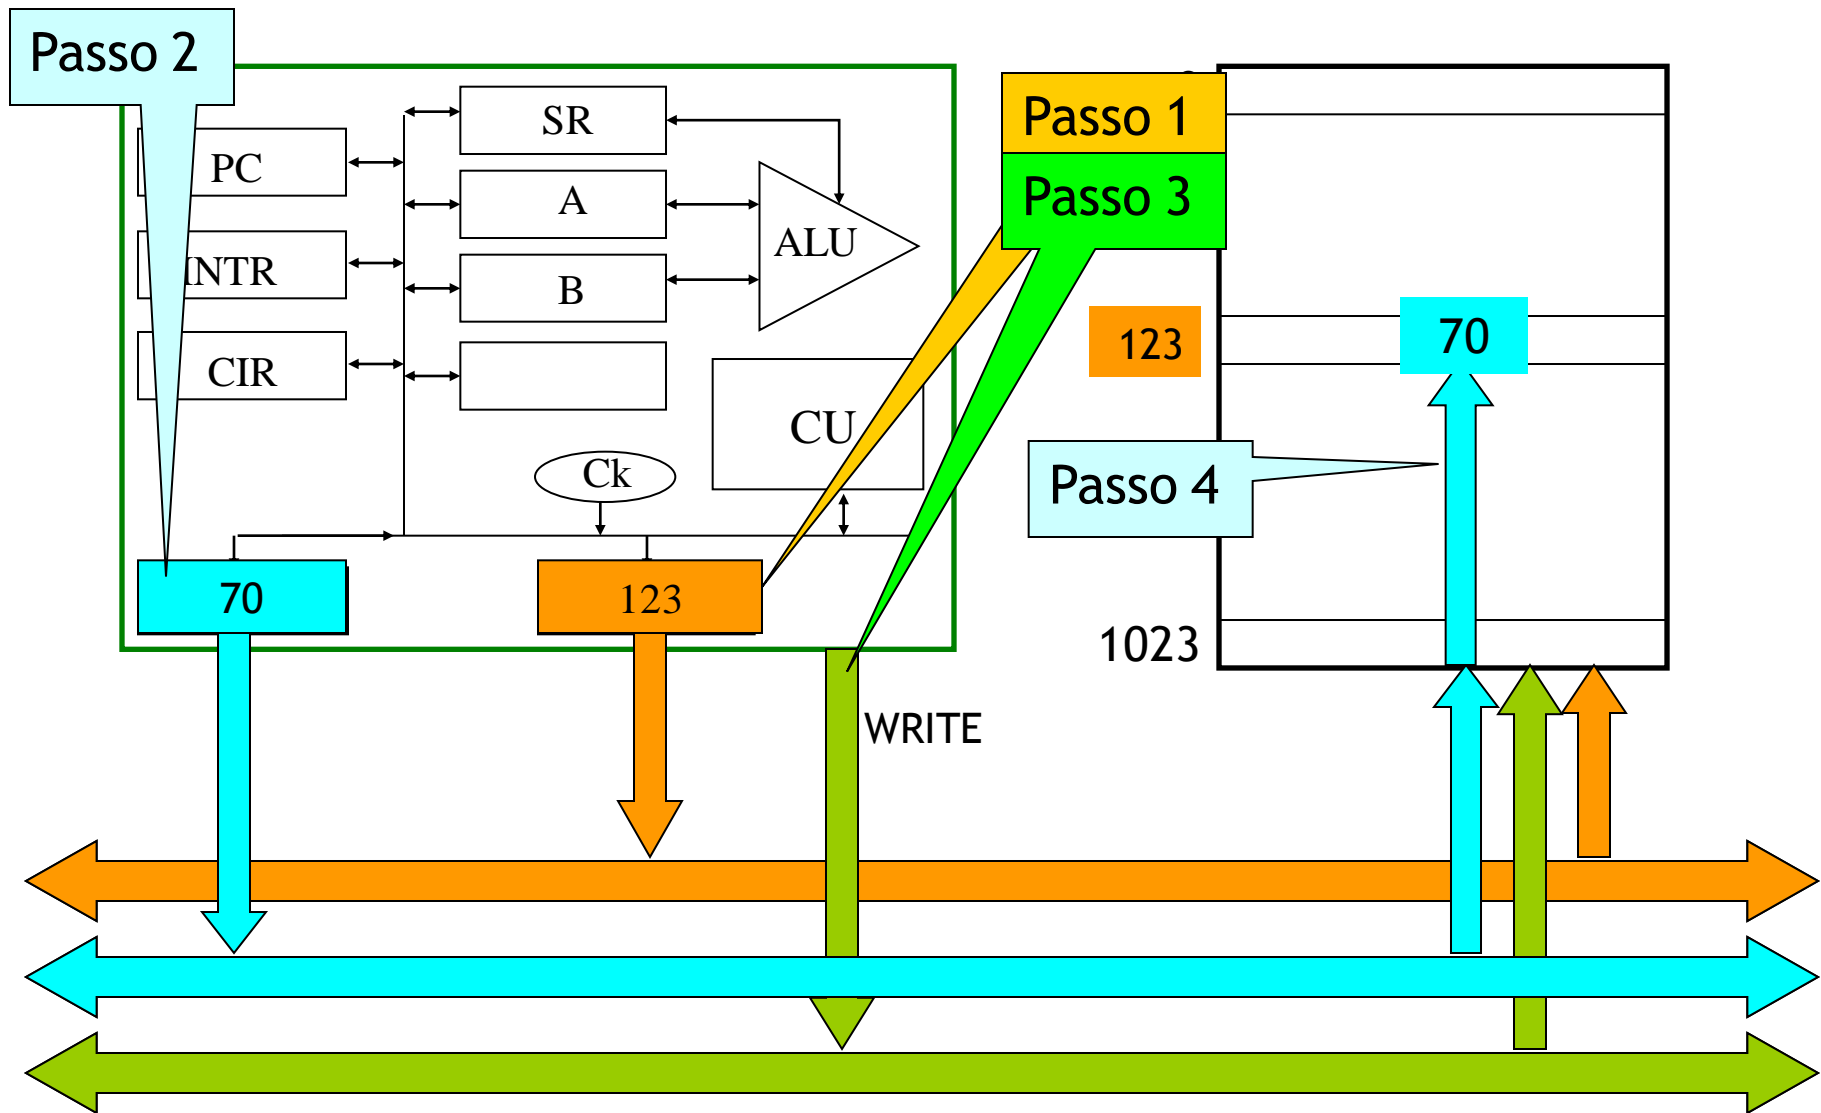 Passo 2
SR
PC
A
INTR
B
ALU
CIR
CU
Ck
70
123
Passo 1
Passo 3
123
70
Passo 4
1023
WRITE